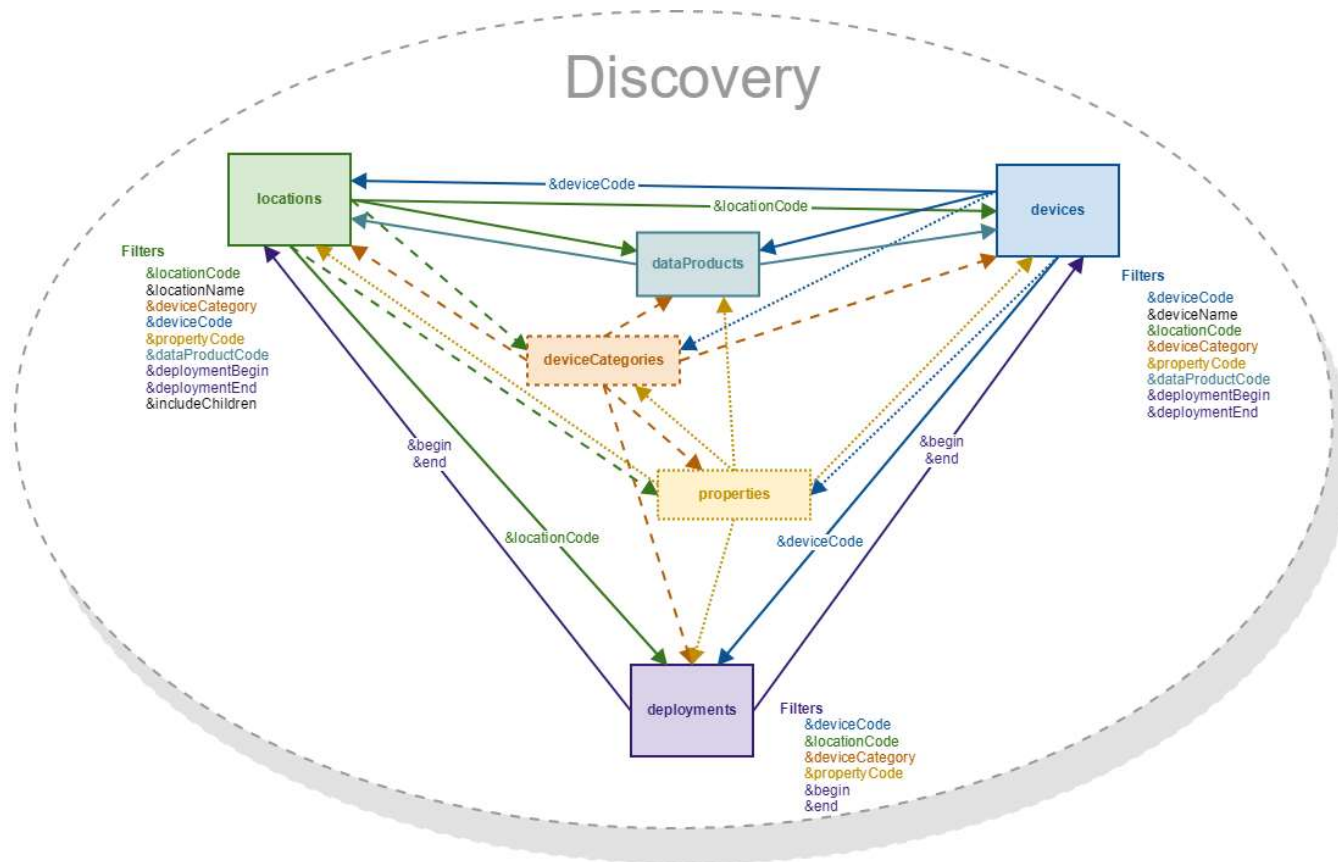 Discovery
locations
&deviceCode
&locationCode
devices
dataProducts
Filters
&locationCode
&locationName
&deviceCategory
&deviceCode
&propertyCode
&dataProductCode
&deploymentBegin
&deploymentEnd
&includeChildren
Filters
&deviceCode
&deviceName
&locationCode
&deviceCategory
&propertyCode
&dataProductCode
&deploymentBegin
&deploymentEnd
deviceCategories
&begin
&end
&begin
&end
properties
&locationCode
&deviceCode
deployments
Filters
&deviceCode
&locationCode
&deviceCategory
&propertyCode
&begin
&end